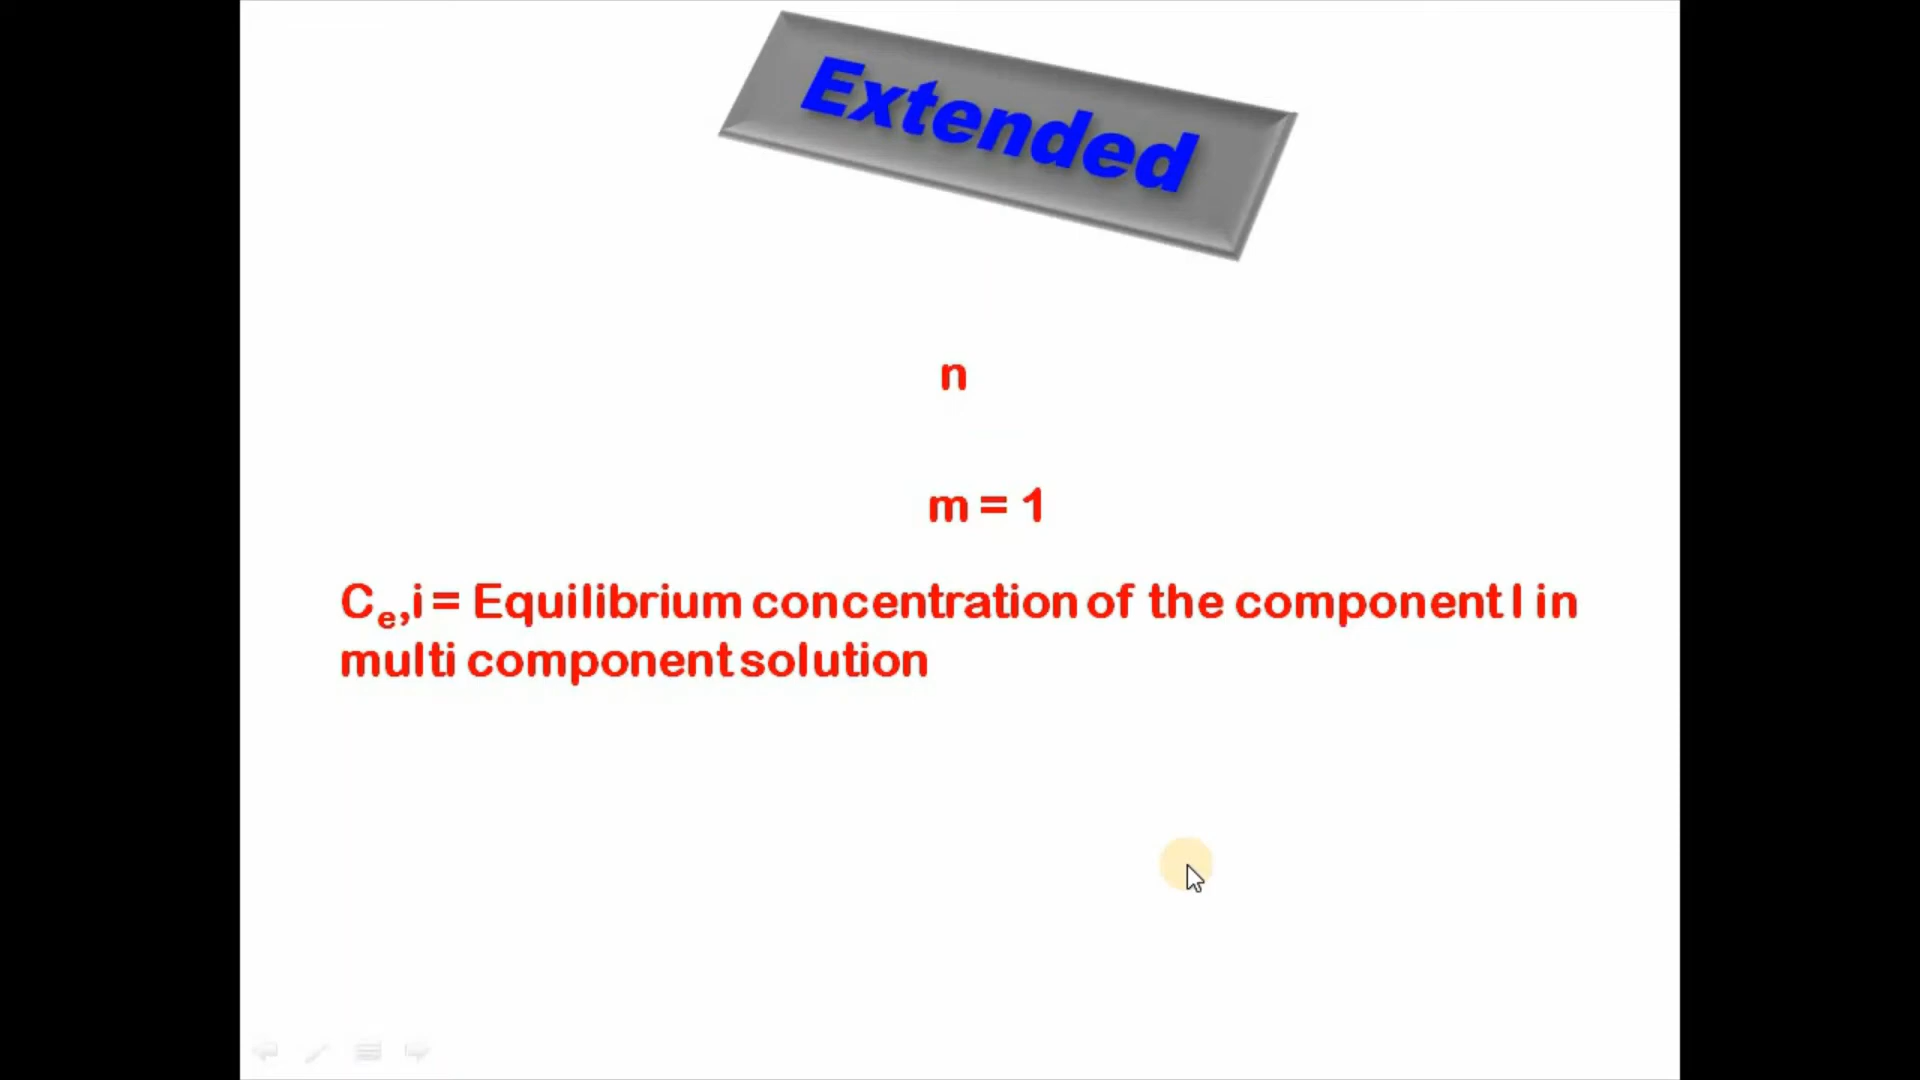 Extended
n
m = 1
Ce,i = Equilibrium concentration of the component I in
multi component solution